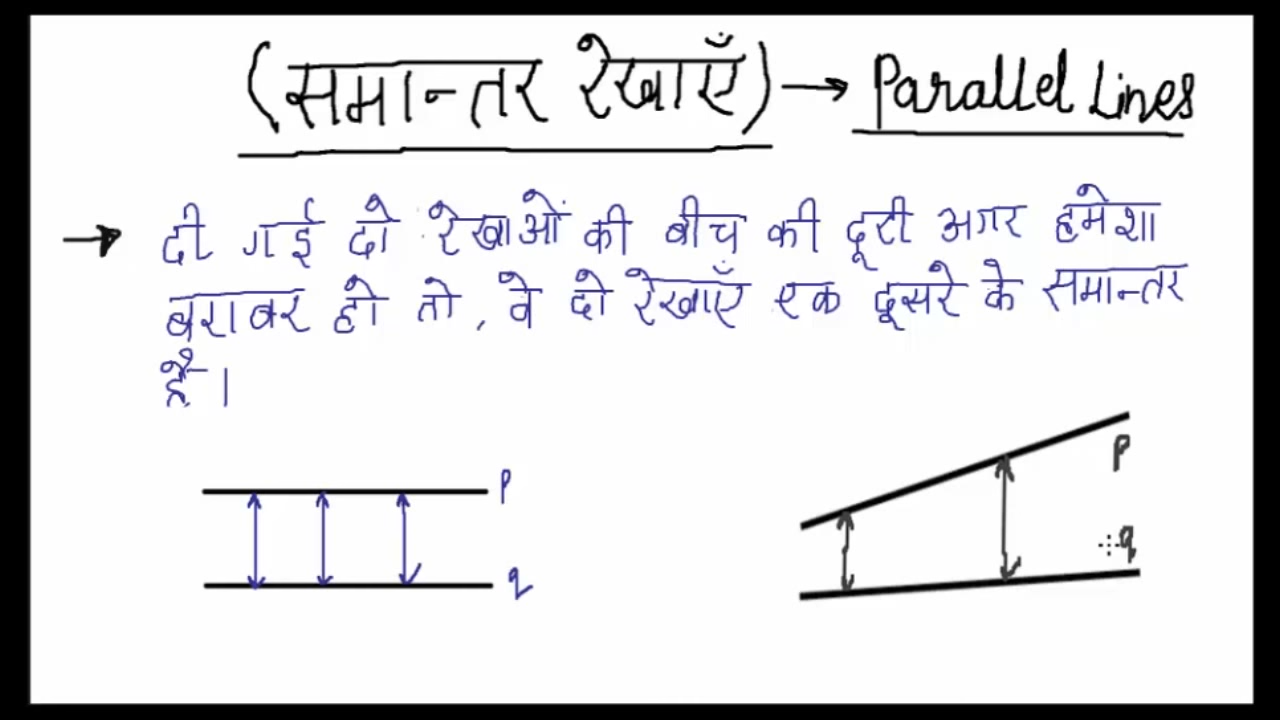 (समान्तर रेखाएँ) → Parallel Lines
→ दी गई दो रेखाओं की बीच की दूरी अगर हमेशा
बराबर हो तो, वे दो रेखाएँ एक दूसरे के समान्तर
हैं।
p
q
p
q